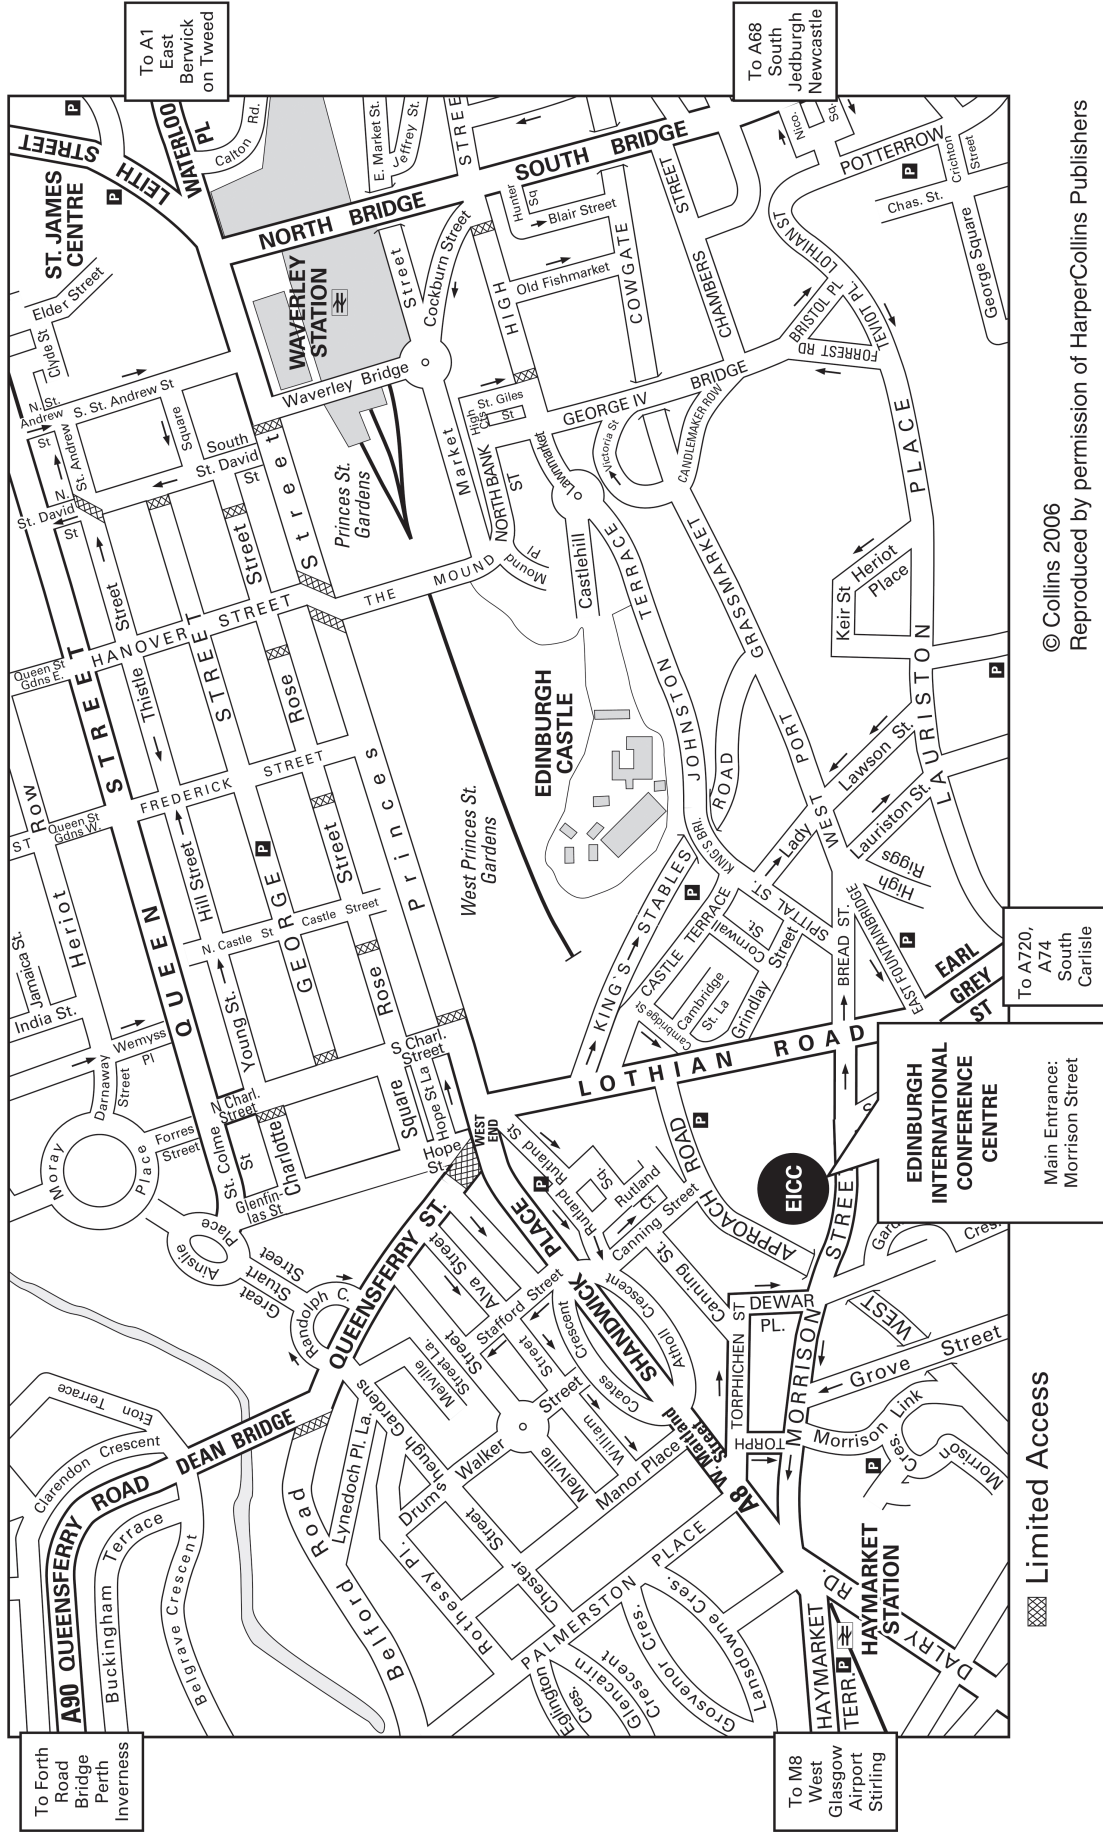 To A1
East
Berwick
on Tweed
To A68
South
Jedburgh
Newcastle
To A720,
A74
South
Carlisle
To M8
West
Glasgow
Airport
Stirling
To Forth
Road
Bridge
Perth
Inverness
EDINBURGH
INTERNATIONAL
CONFERENCE
CENTRE
Main Entrance:
Morrison Street
EICC
© Collins 2006
Reproduced by permission of HarperCollins Publishers
Limited Access
ST. JAMES
CENTRE
LEITH STREET
WATERLOO
PL
Calton Rd.
Elder Street
Clyde St
N. St.
Andrew
St
S. St. Andrew St
St. Andrew
Square
N.
St. David
St
South
St. David
St
E. Market St.
Jeffrey St.
NORTH BRIDGE
SOUTH BRIDGE
WAVERLEY
STATION
Waverley Bridge
Cockburn Street
Market Street
HIGH STREE
Hunter
Sq
Blair Street
Old Fishmarket
COWGATE
CHAMBERS STREET
Nico.
Sq.
POTTERROW
Crichton
Street
Chas. St.
George Square
LOTHIAN ST
BRISTOL PL
TEVIOT PL.
FORREST RD
GEORGE IV BRIDGE
CANDLEMAKER ROW
Victoria St
St. Giles
St
High
Cts
Lawnmarket
NORTH BANK
ST
Mound
Pl
THE MOUND
Castlehill
JOHNSTON TERRACE
GRASSMARKET
Keir St
Heriot
Place
LAURISTON PLACE
Lawson St.
Lauriston St.
Lady
WEST PORT
High
Riggs
EAST FOUNTAINBRIDGE
EARL
GREY
ST
BREAD ST.
SPITTAL ST.
KING'S BRI.
KING'S STABLES ROAD
CASTLE TERRACE
Cornwall
St.
Cambridge St
Cambridge
St. La
Grindlay
Street
LOTHIAN ROAD
EDINBURGH
CASTLE
Princes St.
Gardens
West Princes St.
Gardens
Princes Street
Rose Street
GEORGE STREET
Thistle Street
Hill Street
Young St.
QUEEN STREET
HANOVER STREET
FREDERICK STREET
N. Castle St
Castle Street
Queen St
Gdns E.
Queen St
Gdns W.
Heriot ROW
ST
Jamaica St.
India St.
Wemyss
Pl
Darnaway
Street
Moray Place
Forres
Street
St. Colme
St
N Charl.
Street
Charlotte
Square
S Charl.
Street
Hope St La
Hope
St
WEST
END
Glenfin-
las St
Ainslie Place
Great
Stuart
Street
Randolph C.
QUEENSFERRY ST.
DEAN BRIDGE
A90 QUEENSFERRY ROAD
Clarendon Crescent
Eton Terrace
Buckingham Terrace
Belgrave Crescent
Belford Road
Lynedoch Pl. La.
Drumsheugh Gardens
Rothesay Pl.
Chester Street
Walker Street
Melville Street
Melville
Street La.
Alva Street
Stafford Street
William Street
Manor Place
PALMERSTON PLACE
Eglington
Cres.
Glencairn
Crescent
Grosvenor Cres.
Lansdowne Cres.
Coates Crescent
Atholl Crescent
SHANDWICK PLACE
Rutland St
Rutland
Rutland
Sq.
Rutland
Ct
Canning Street
Canning St.
APPROACH ROAD
W. Maitland
Street
A8
TORPHICHEN ST
TORPH
DEWAR
PL.
MORRISON STREE
Morrison Link
Morrison
Cres.
Grove Street
WEST
Gard
Cres
HAYMARKET
STATION
HAYMARKET
TERR.
DALRY RD.
P